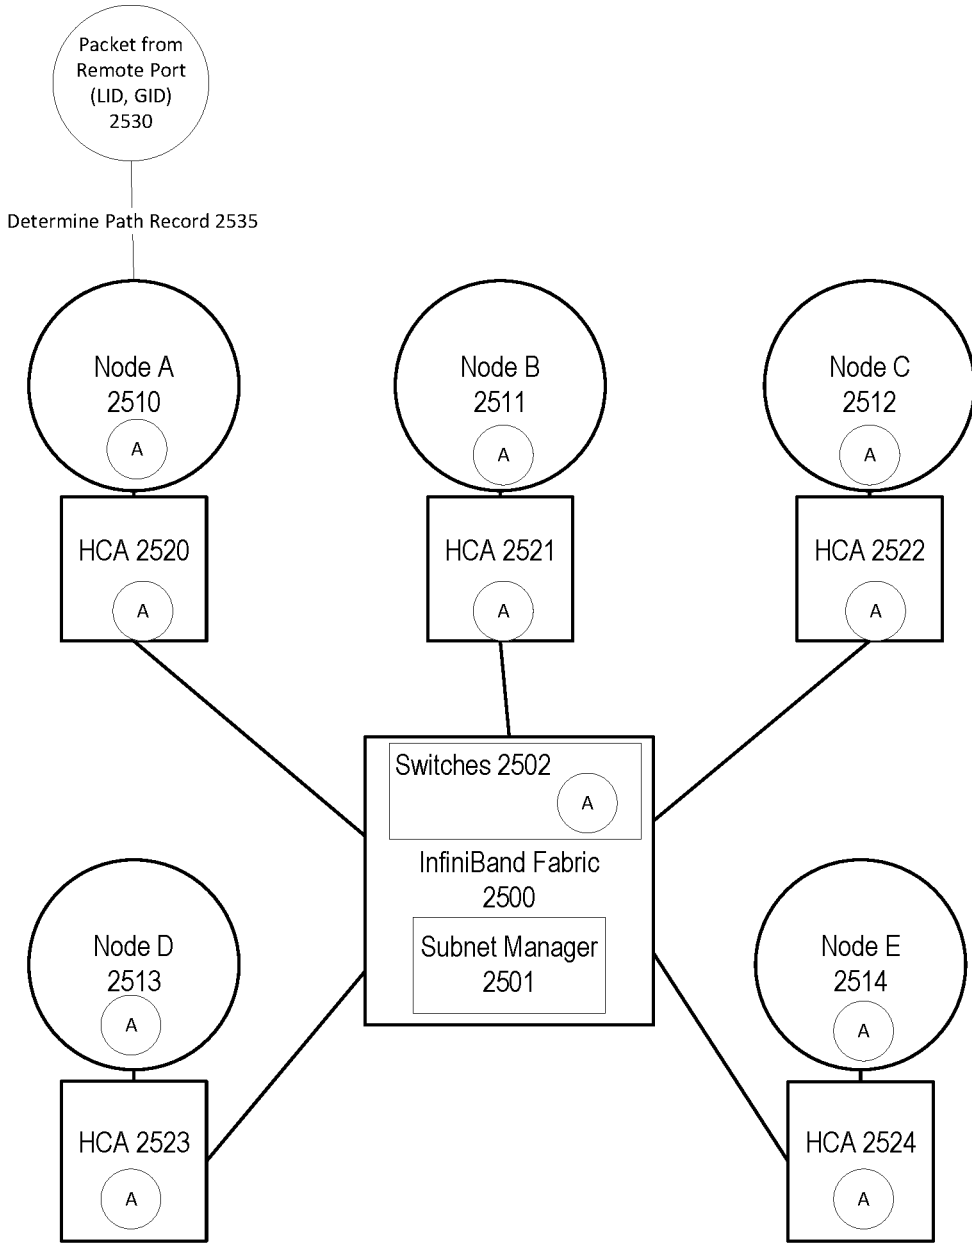 Packet from
Remote Port
(LID, GID)
2530
Determine Path Record 2535
Node A
2510
A
Node B
2511
A
Node C
2512
A
HCA 2520
A
HCA 2521
A
HCA 2522
A
Switches 2502
A
InfiniBand Fabric
2500
Subnet Manager
2501
Node D
2513
A
Node E
2514
A
HCA 2523
A
HCA 2524
A